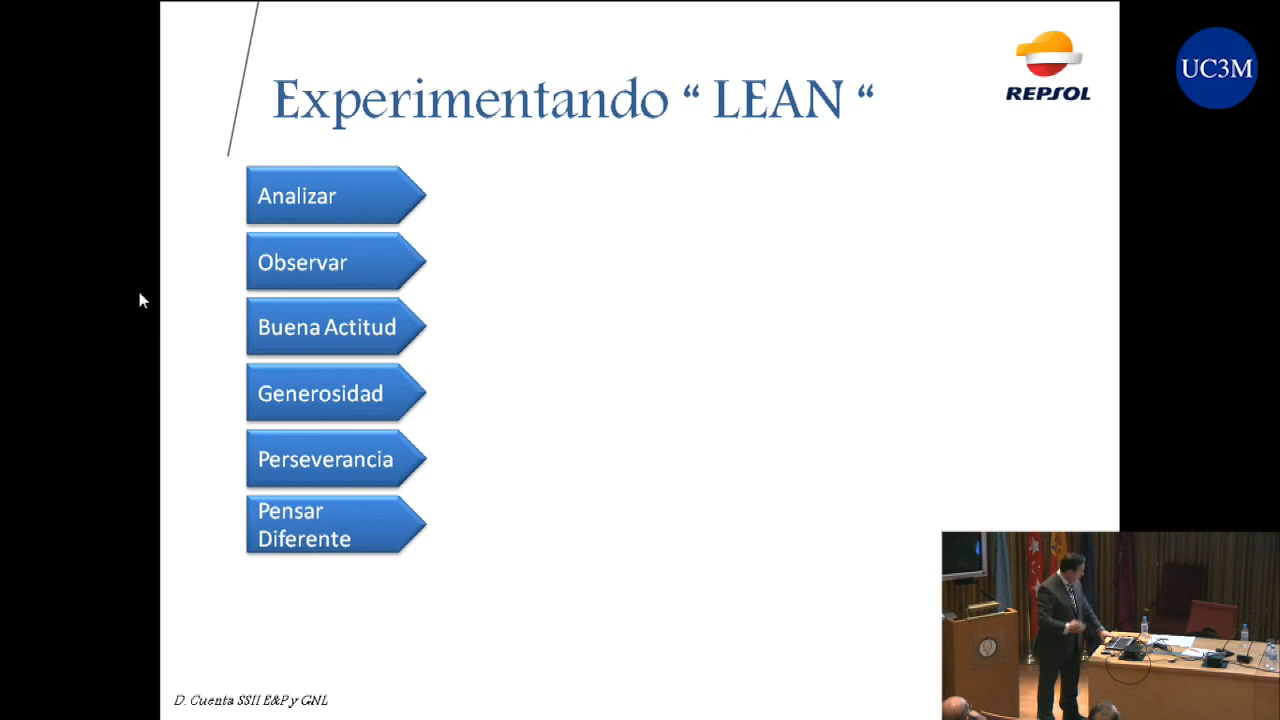 Experimentando “ LEAN “
REPSOL
UC3M
Analizar
Observar
Buena Actitud
Generosidad
Perseverancia
Pensar
Diferente
D. Cuenta SSII E&P y GNL